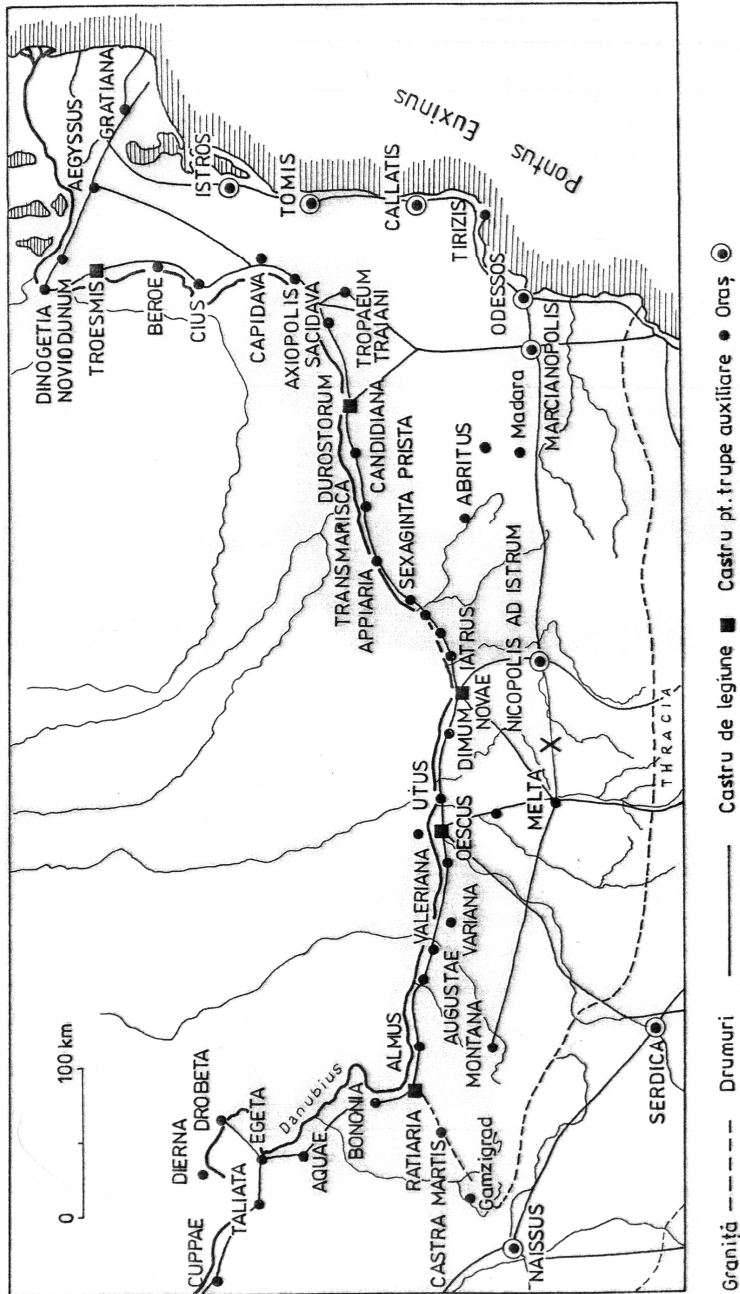 Pontus
Euxinus
DINOGETIA
NOVIODUNUM
AEGYSSUS
GRATIANA
TROESMIS
BEROE
CIUS
ISTROS
CAPIDAVA
TOMIS
AXIOPOLIS
SACIDAVA
TROPAEUM
TRAIANI
CALLATIS
TIRIZIS
ODESSOS
DUROSTORUM
CANDIDIANA
MARCIANOPOLIS
Madara
TRANSMARISCA
ABRITUS
APPIARIA
SEXAGINTA PRISTA
IATRUS
NOVAE
DIMUM
NICOPOLIS AD ISTRUM
UTUS
OESCUS
MELTA
X
THRACIA
VALERIANA
VARIANA
AUGUSTAE
ALMUS
MONTANA
SERDICA
RATIARIA
BONONIA
Danubius
CASTRA MARTIS
Gamzigrad
NAISSUS
AQUAE
EGETA
DROBETA
DIERNA
TALIATA
CUPPAE
0
100 km
Graniţă
Drumuri
Castru de legiune
Castru pt. trupe auxiliare
Oraş